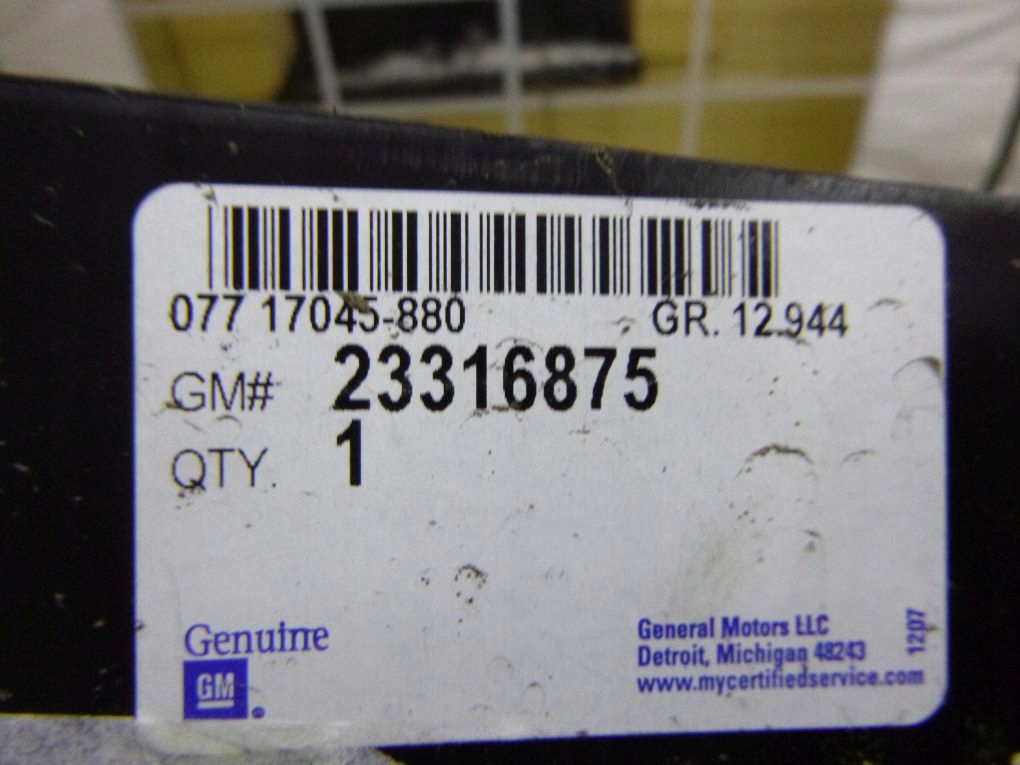 077 17045-880 GR. 12.944
GM# 23316875
QTY. 1
Genuine
GM
General Motors LLC
Detroit, Michigan 48243
www.mycertifiedservice.com
1207